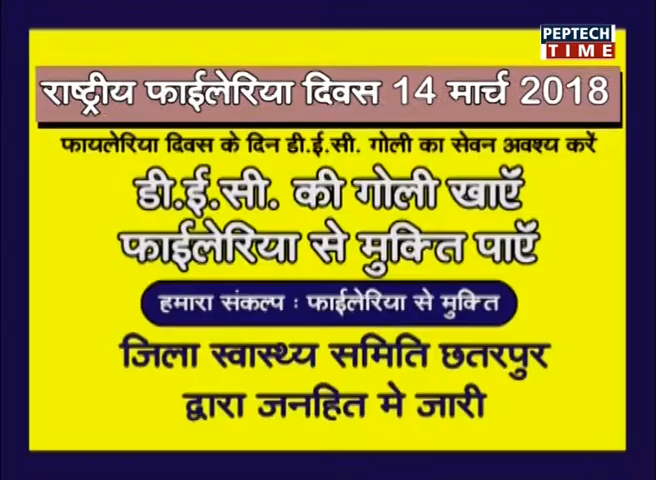 PEPTECH
TIME
राष्ट्रीय फाईलेरिया दिवस 14 मार्च 2018
फायलेरिया दिवस के दिन डी.ई.सी. गोली का सेवन अवश्य करें
डी.ई.सी. की गोली खाएॅ
फाईलेरिया से मुक्ति पाएॅ
हमारा संकल्प : फाईलेरिया से मुक्ति
जिला स्वास्थ्य समिति छतरपुर
द्वारा जनहित मे जारी